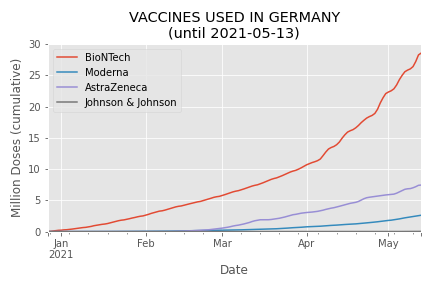 VACCINES USED IN GERMANY
(until 2021-05-13)
Million Doses (cumulative)
30
25
20
15
10
5
0
BioNTech
Moderna
AstraZeneca
Johnson & Johnson
Jan
2021
Feb
Mar
Apr
May
Date